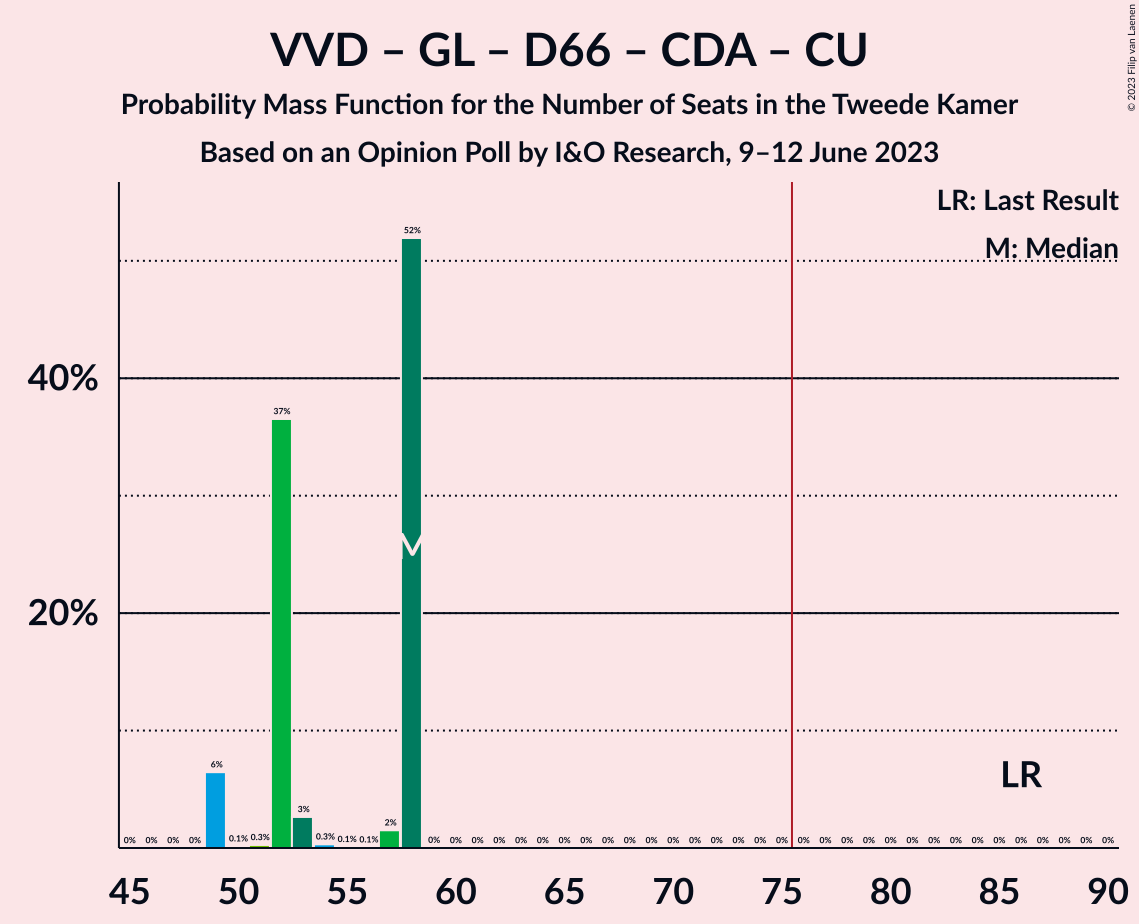 VVD – GL – D66 – CDA – CU
Probability Mass Function for the Number of Seats in the Tweede Kamer
Based on an Opinion Poll by I&O Research, 9–12 June 2023
© 2023 Filip van Laenen
LR: Last Result
M: Median
52%
40%
37%
M
20%
LR
6% 3% 2%
0% 0% 0% 0% 0.1% 0.3% 0.3% 0.1% 0.1% 0% 0% 0% 0% 0% 0% 0% 0% 0% 0% 0% 0% 0% 0% 0% 0% 0% 0% 0% 0% 0% 0% 0% 0% 0% 0% 0% 0% 0% 0% 0% 0%
45 50 55 60 65 70 75 80 85 90